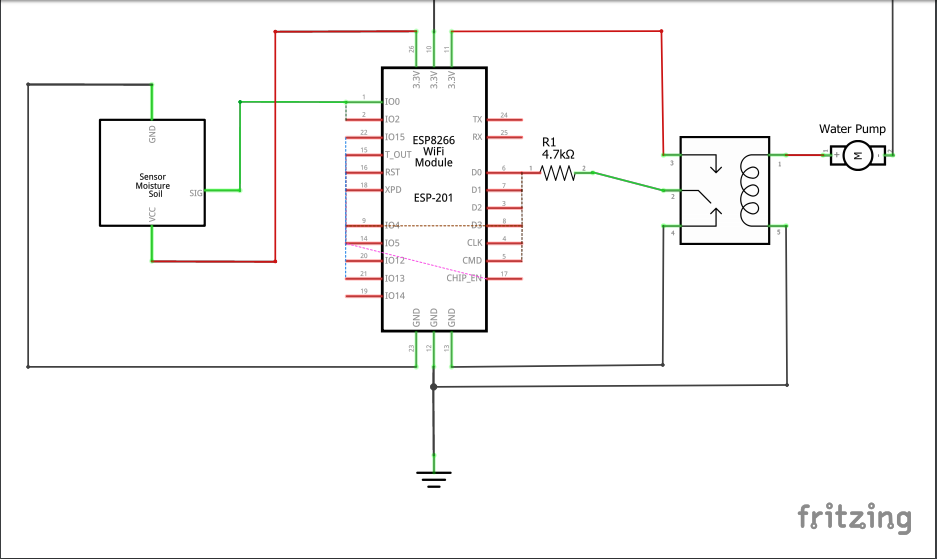 26
10
11
3.3V
3.3V
3.3V
1
IO0
2
IO2
TX
24
22
IO15
RX
25
15
T_OUT
16
RST
18
XPD
ESP8266
WiFi
Module
ESP-201
D0
6
D1
7
D2
3
9
IO4
D3
8
14
IO5
CLK
4
20
IO12
CMD
5
21
IO13
CHIP_EN
17
19
IO14
GND
GND
GND
23
12
13
GND
Sensor
Moisture
Soil
SIG
VCC
R1
4.7kΩ
1
2
3
2
4
1
5
Water Pump
1
+
M
-
2
fritzing